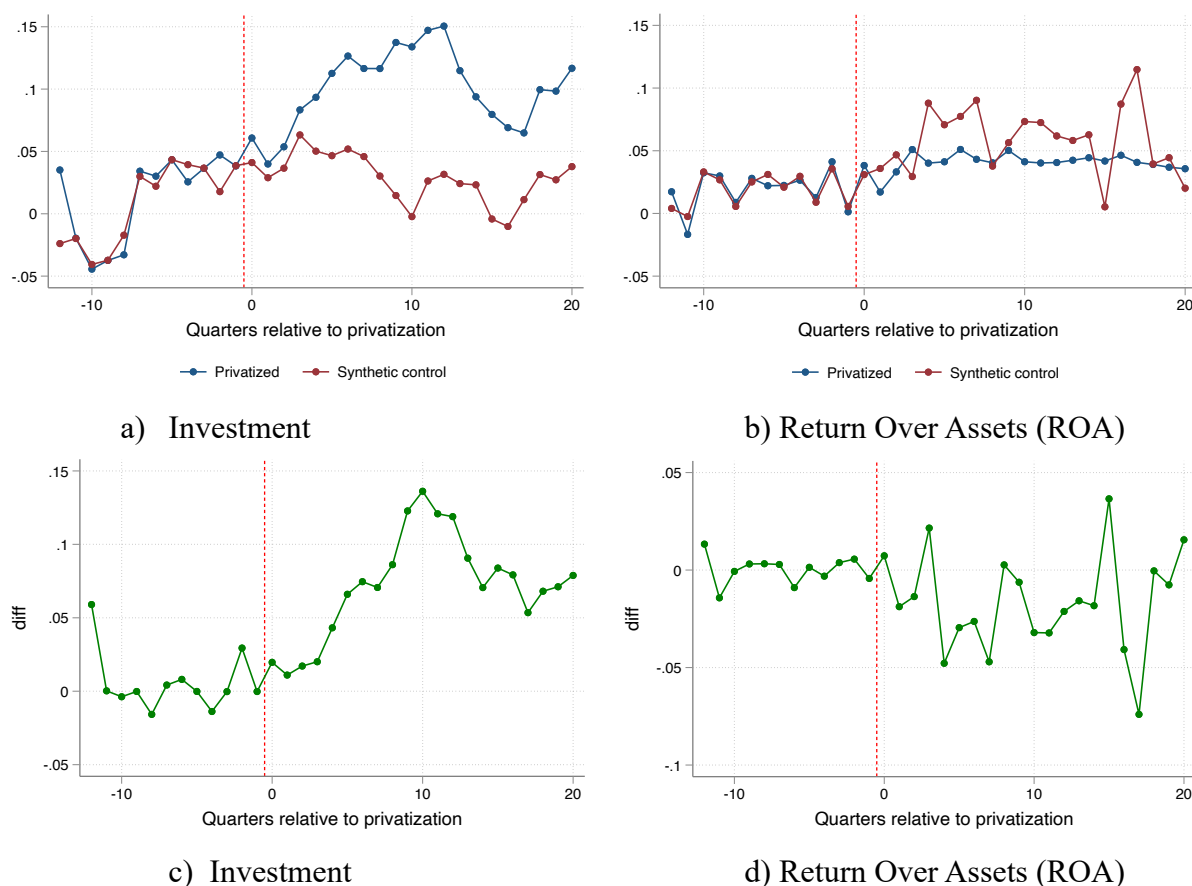 .15
.1
.05
0
-.05
-10
0
10
20
Quarters relative to privatization
Privatized
Synthetic control
a) Investment
.15
.1
.05
0
-.05
-10
0
10
20
Quarters relative to privatization
Privatized
Synthetic control
b) Return Over Assets (ROA)
.15
.1
.05
0
-.05
diff
-10
0
10
20
Quarters relative to privatization
c) Investment
.05
0
-.05
-.1
diff
-10
0
10
20
Quarters relative to privatization
d) Return Over Assets (ROA)